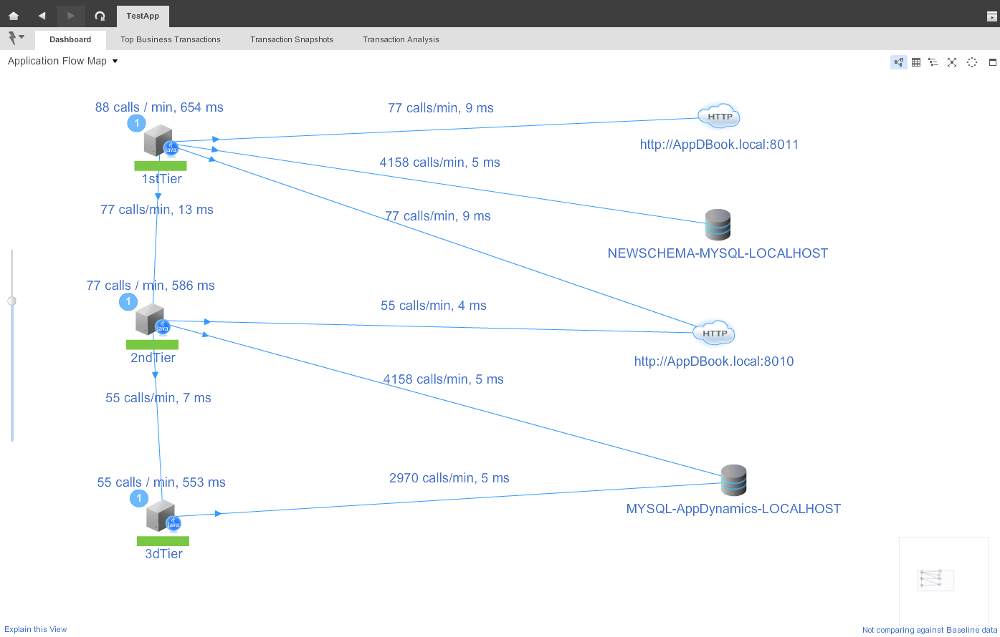 TestApp
Dashboard
Top Business Transactions
Transaction Snapshots
Transaction Analysis
Application Flow Map
88 calls / min, 654 ms
1
Java
1stTier
77 calls/min, 9 ms
HTTP
http://AppDBook.local:8011
4158 calls/min, 5 ms
77 calls/min, 13 ms
77 calls/min, 9 ms
NEWSCHEMA-MYSQL-LOCALHOST
77 calls / min, 586 ms
1
Java
2ndTier
55 calls/min, 4 ms
HTTP
http://AppDBook.local:8010
4158 calls/min, 5 ms
55 calls/min, 7 ms
55 calls / min, 553 ms
1
Java
3dTier
2970 calls/min, 5 ms
MYSQL-AppDynamics-LOCALHOST
Explain this View
Not comparing against Baseline data